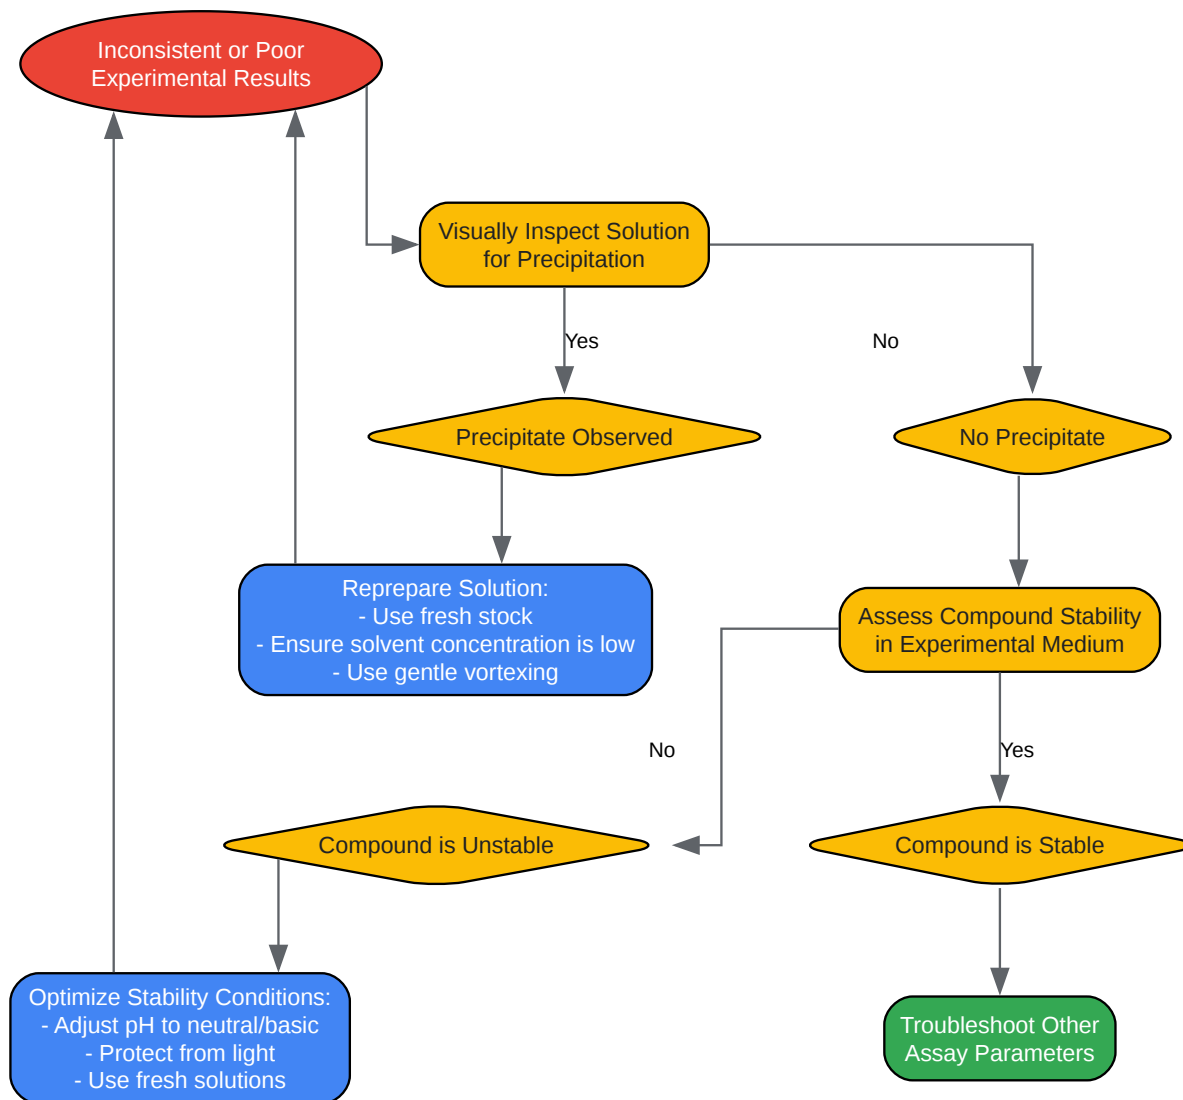 Inconsistent or Poor
Experimental Results
Visually Inspect Solution
for Precipitation
Yes
No
Precipitate Observed
No Precipitate
Reprepare Solution:
- Use fresh stock
- Ensure solvent concentration is low
- Use gentle vortexing
Assess Compound Stability
in Experimental Medium
No
Yes
Compound is Unstable
Compound is Stable
Optimize Stability Conditions:
- Adjust pH to neutral/basic
- Protect from light
- Use fresh solutions
Troubleshoot Other
Assay Parameters